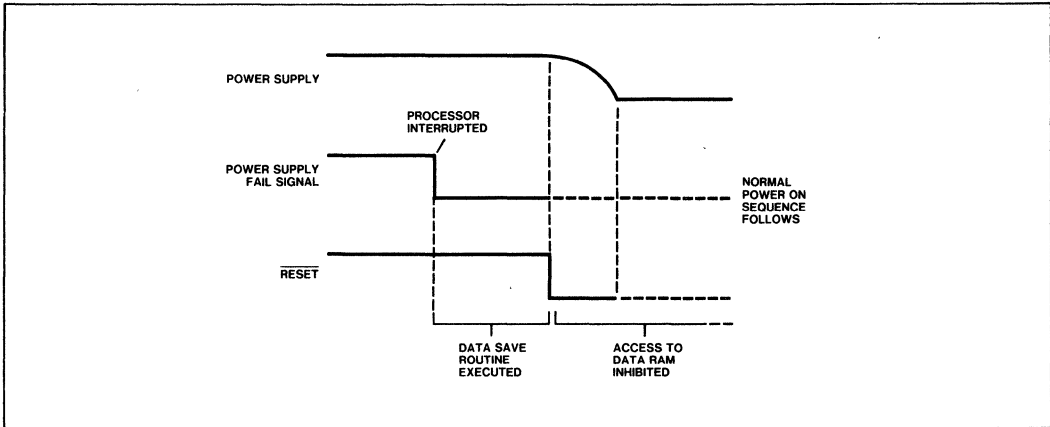 POWER SUPPLY
PROCESSOR
INTERRUPTED
POWER SUPPLY
FAIL SIGNAL
NORMAL
POWER ON
SEQUENCE
FOLLOWS
RESET
DATA SAVE
ROUTINE
EXECUTED
ACCESS TO
DATA RAM
INHIBITED